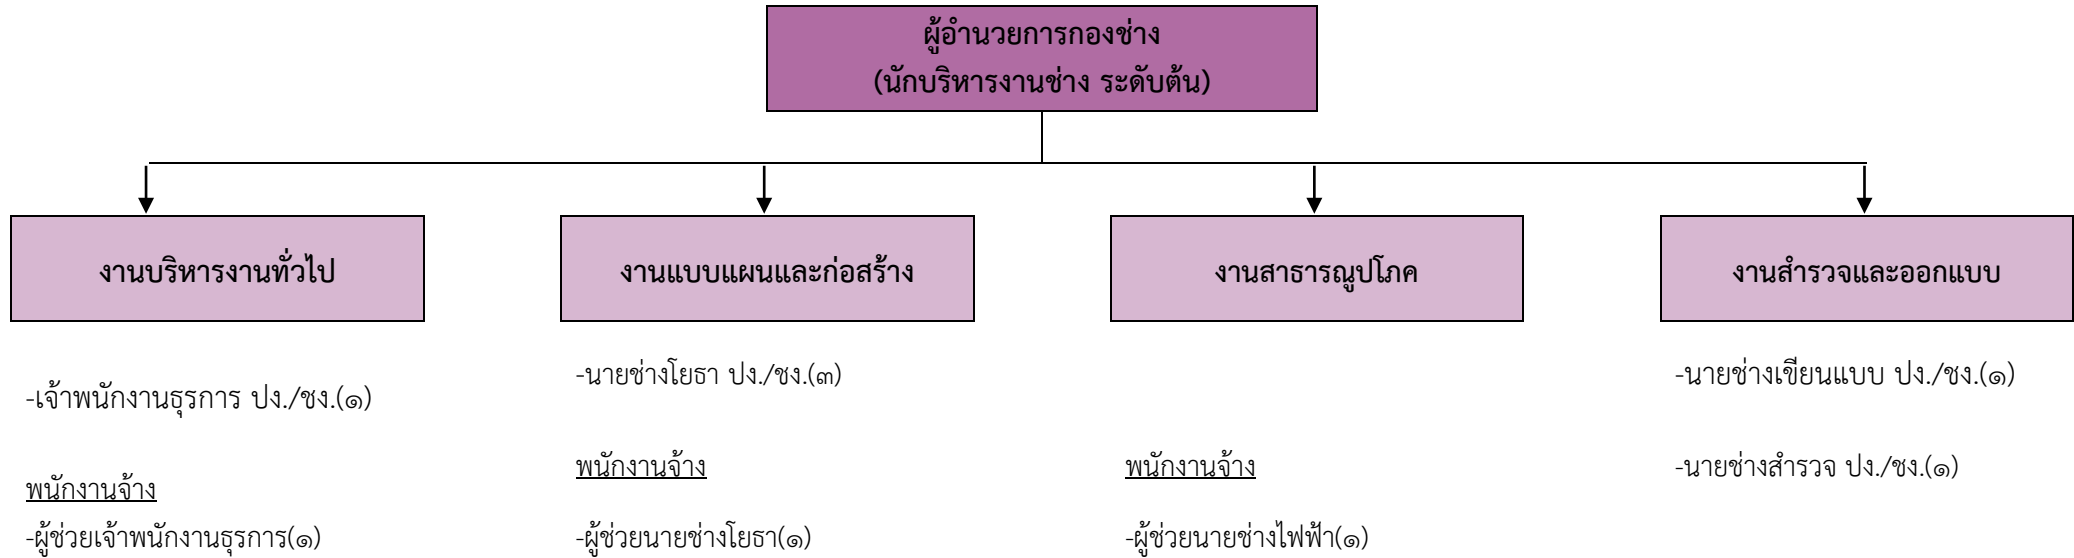 ผู้อำนวยการกองช่าง
(นักบริหารงานช่าง ระดับต้น)
งานบริหารงานทั่วไป
-เจ้าพนักงานธุรการ ปง./ชง.(๑)
พนักงานจ้าง
-ผู้ช่วยเจ้าพนักงานธุรการ(๑)
งานแบบแผนและก่อสร้าง
-นายช่างโยธา ปง./ชง.(๓)
พนักงานจ้าง
-ผู้ช่วยนายช่างโยธา(๑)
งานสาธารณูปโภค
พนักงานจ้าง
-ผู้ช่วยนายช่างไฟฟ้า(๑)
งานสำรวจและออกแบบ
-นายช่างเขียนแบบ ปง./ชง.(๑)
-นายช่างสำรวจ ปง./ชง.(๑)